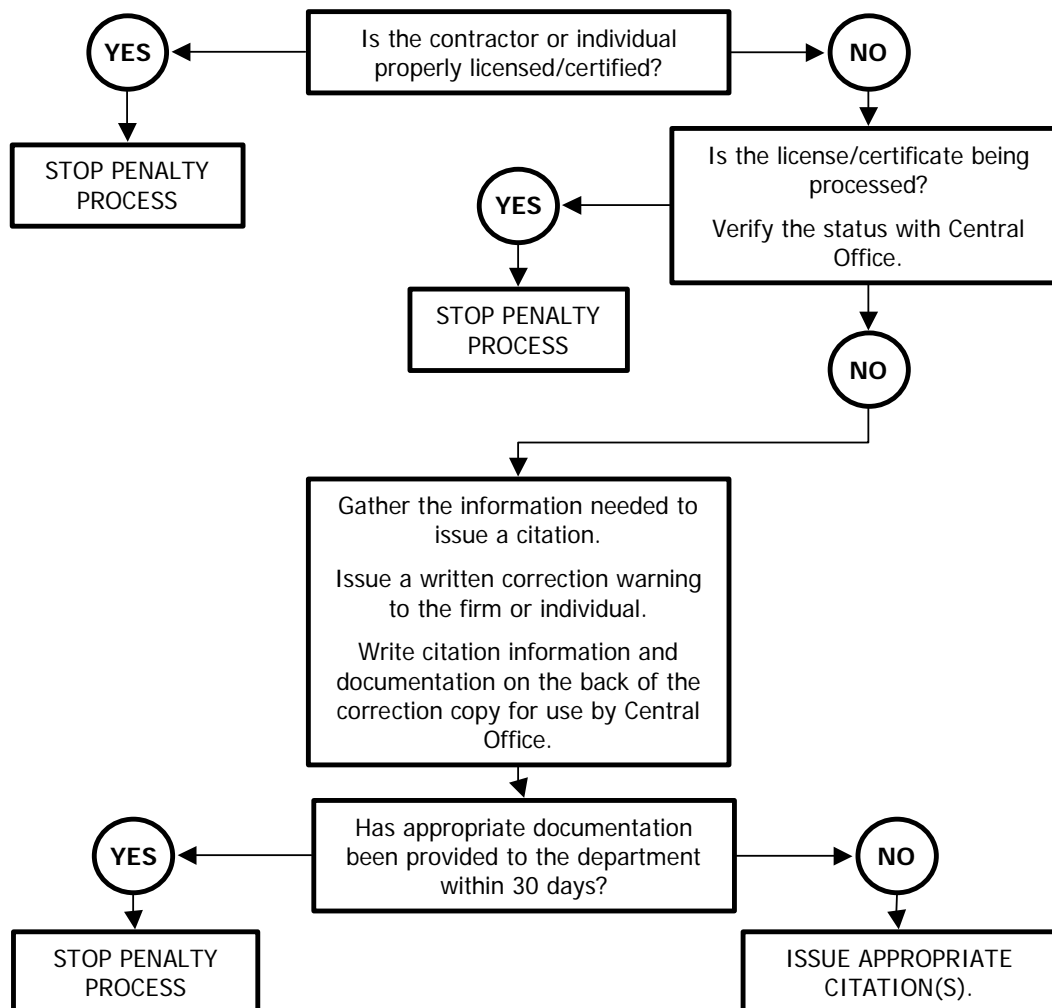 YES
Is the contractor or individual
properly licensed/certified?
NO
STOP PENALTY
PROCESS
Is the license/certificate being
processed?
Verify the status with Central
Office.
YES
STOP PENALTY
PROCESS
NO
Gather the information needed to
issue a citation.
Issue a written correction warning
to the firm or individual.
Write citation information and
documentation on the back of the
correction copy for use by Central
Office.
YES
Has appropriate documentation
been provided to the department
within 30 days?
NO
STOP PENALTY
PROCESS
ISSUE APPROPRIATE
CITATION(S).